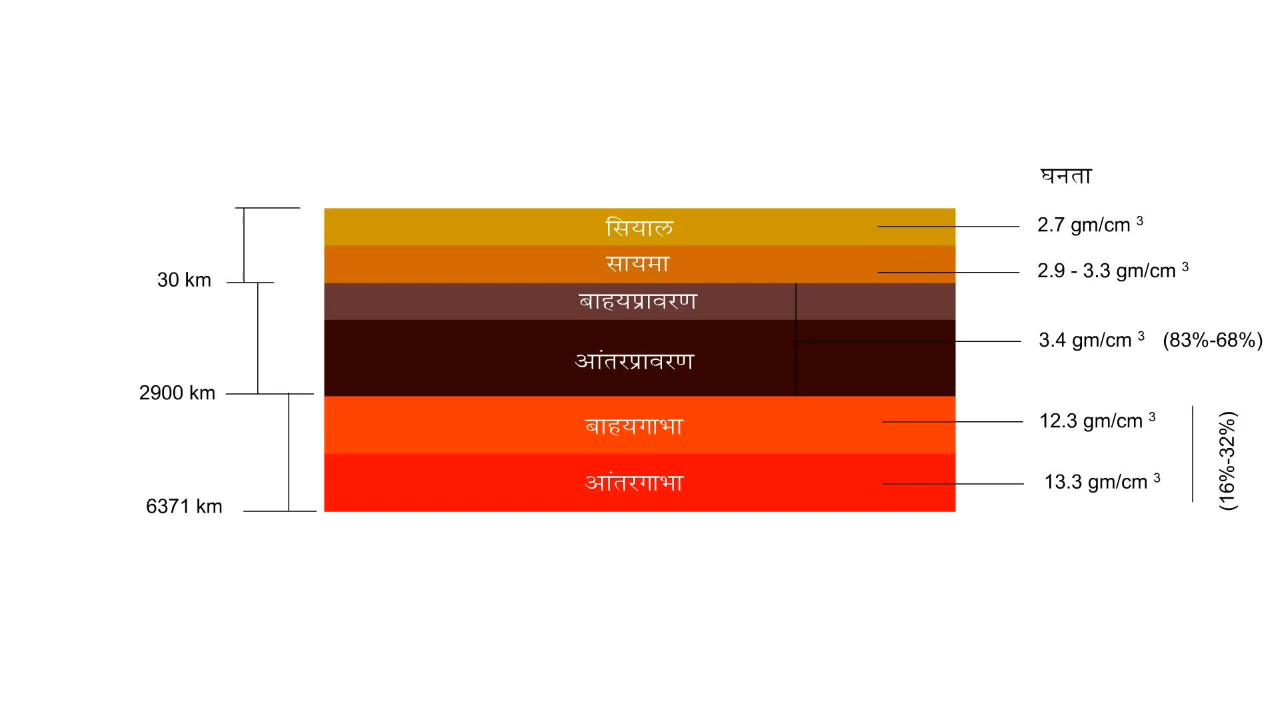 घनता
सियाल
2.7 gm/cm ³
सायमा
2.9 - 3.3 gm/cm ³
30 km
बाहयप्रावरण
3.4 gm/cm ³ (83%-68%)
आंतरप्रावरण
2900 km
बाहयगाभा
12.3 gm/cm ³
(16%-32%)
आंतरगाभा
13.3 gm/cm ³
6371 km